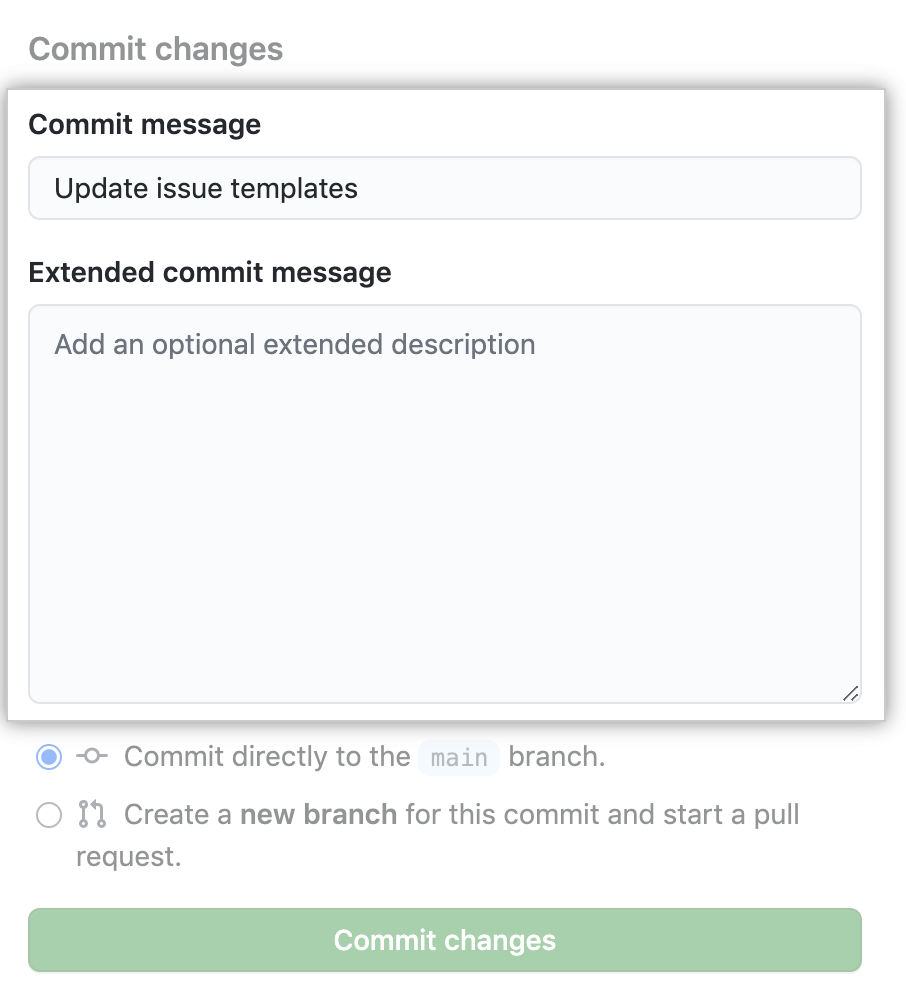 Commit changes
Commit message
Update issue templates
Extended commit message
Add an optional extended description
Commit directly to the main branch.
Create a new branch for this commit and start a pull
request.
Commit changes